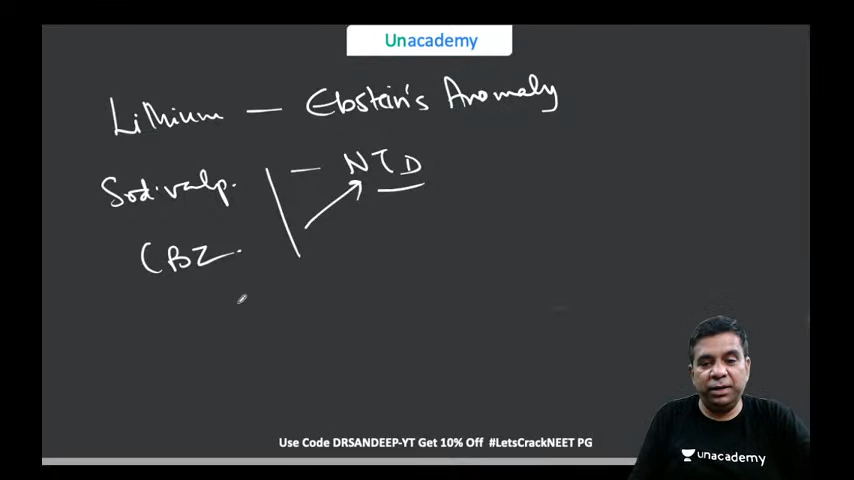 Unacademy
Lithium — Ebstein's Anomaly
Sod. valp. — NTD
CBZ
Use Code DRSANDEEP-YT Get 10% Off #LetsCrackNEET PG
unacademy